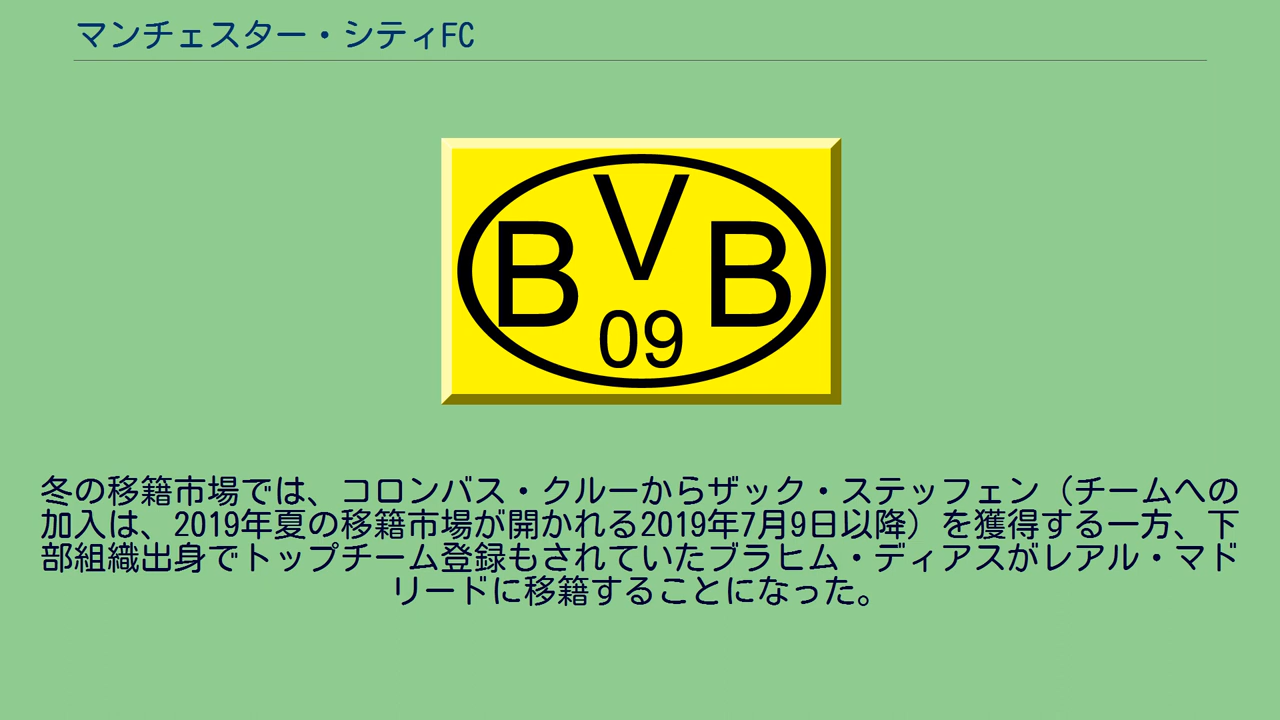 マンチェスター・シティFC
BVB
09
冬の移籍市場では、コロンバス・クルーからザック・ステッフェン（チームへの
加入は、2019年夏の移籍市場が開かれる2019年7月9日以降）を獲得する一方、下
部組織出身でトップチーム登録もされていたブラヒム・ディアスがレアル・マド
リードに移籍することになった。